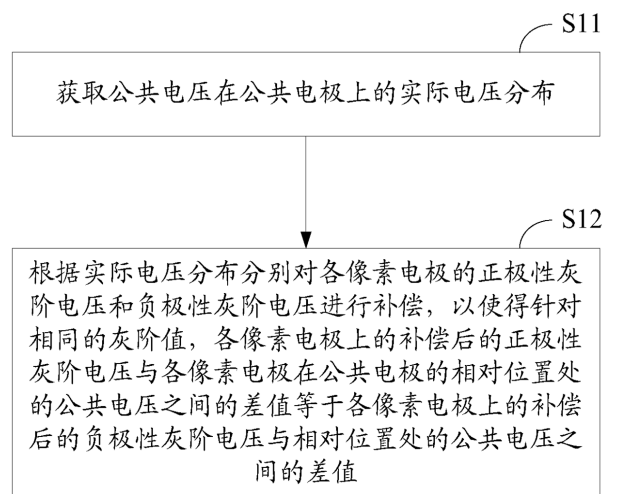 S11
获取公共电压在公共电极上的实际电压分布
S12
根据实际电压分布分别对各像素电极的正极性灰
阶电压和负极性灰阶电压进行补偿，以使得针对
相同的灰阶值，各像素电极上的补偿后的正极性
灰阶电压与各像素电极在公共电极的相对位置处
的公共电压之间的差值等于各像素电极上的补偿
后的负极性灰阶电压与相对位置处的公共电压之
间的差值